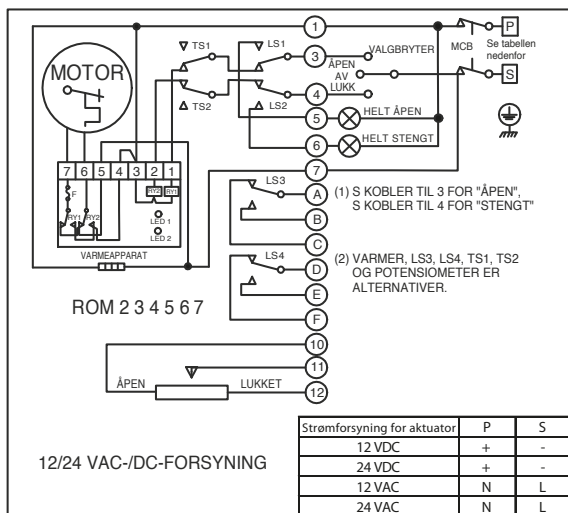 1
P
TS1
LS1
3
VALGBRYTER
MCB
Se tabellen
nedenfor
MOTOR
ÅPEN
AV
LUKK
S
4
TS2
LS2
5
HELT ÅPEN
6
HELT STENGT
7
7 6 5 4 3 2 1
F
RY2 RY1
RY1 RY2
LED 1
LED 2
VARMEAPPARAT
LS3
A
B
C
(1) S KOBLER TIL 3 FOR "ÅPEN",
S KOBLER TIL 4 FOR "STENGT"
LS4
D
E
F
(2) VARMER, LS3, LS4, TS1, TS2
OG POTENSIOMETER ER
ALTERNATIVER.
ROM 2 3 4 5 6 7
10
11
12
ÅPEN
LUKKET
12/24 VAC-/DC-FORSYNING
Strømforsyning for aktuator P S
12 VDC + -
24 VDC + -
12 VAC N L
24 VAC N L